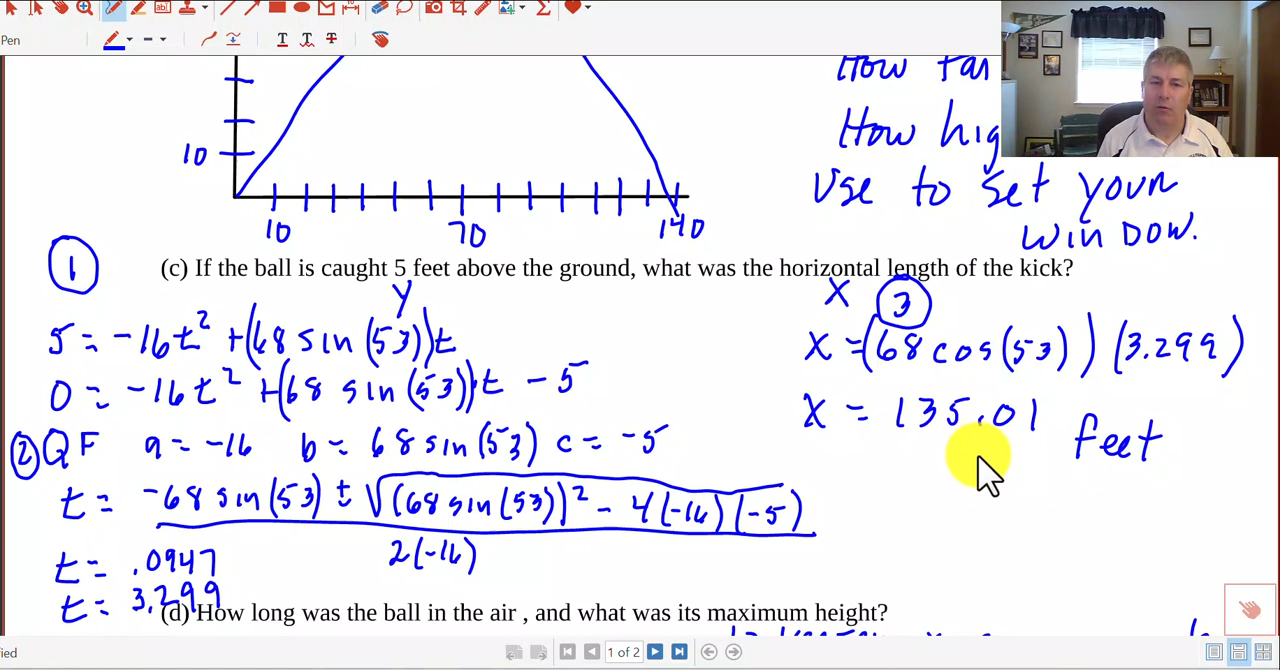 Pen
How far
How hig
Use to set your
WINDOW.
10
10
70
140
1
(c) If the ball is caught 5 feet above the ground, what was the horizontal length of the kick?
y
x
3
5 = -16t² + (68 sin (53))t
0 = -16t² + (68 sin (53))t - 5
2 QF a = -16 b = 68 sin(53) c = -5
t = -68 sin(53) ± √(68 sin(53))² - 4(-16)(-5)
2(-16)
t = .0947
t = 3.299
x = (68 cos(53)) (3.299)
x = 135.01 feet
(d) How long was the ball in the air , and what was its maximum height?
fied
1 of 2